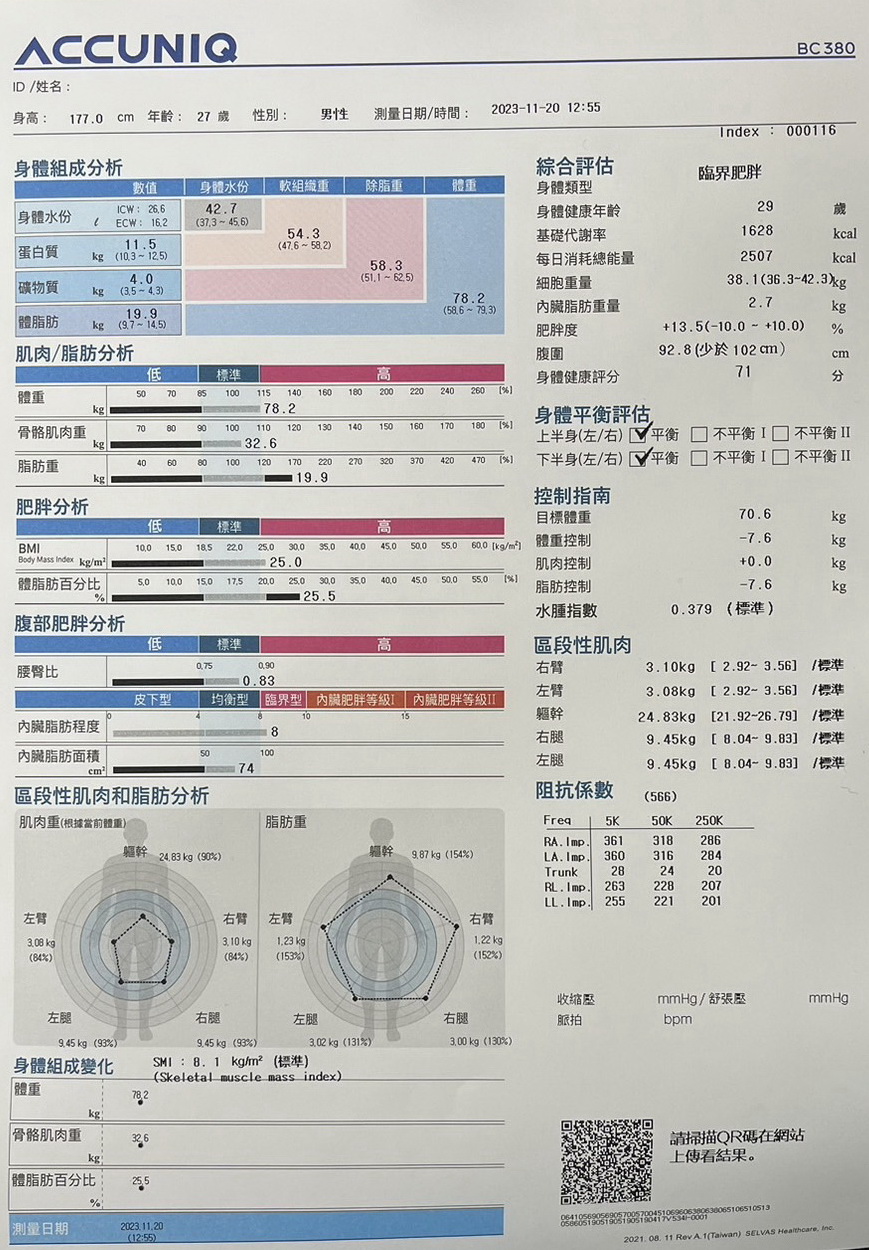 ACCUNIQ
BC380
ID /姓名：
身高： 177.0 cm 年齡： 27 歲 性別： 男性 測量日期/時間： 2023-11-20 12:55
Index : 000116
身體組成分析
數值 身體水份 軟組織重 除脂重 體重
身體水份 ℓ ICW : 26.6 ECW : 16.2
42.7
(37.3 ~ 45.6)
蛋白質 kg 11.5 (10.3 ~ 12.5)
54.3
(47.6 ~ 58.2)
礦物質 kg 4.0 (3.5 ~ 4.3)
58.3
(51.1 ~ 62.5)
體脂肪 kg 19.9 (9.7 ~ 14.5)
78.2
(58.6 ~ 79.3)
肌肉/脂肪分析
低 標準 高
體重 kg 50 70 85 100 115 140 160 180 200 220 240 260 [%]
78.2
骨骼肌肉重 kg 70 80 90 100 110 120 130 140 150 160 170 180 [%]
32.6
脂肪重 kg 40 60 80 100 120 170 220 270 320 370 420 470 [%]
19.9
肥胖分析
低 標準 高
BMI Body Mass Index kg/m² 10.0 15.0 18.5 22.0 25.0 30.0 35.0 40.0 45.0 50.0 55.0 60.0 [kg/m²]
25.0
體脂肪百分比 % 5.0 10.0 15.0 17.5 20.0 25.0 30.0 35.0 40.0 45.0 50.0 55.0 [%]
25.5
腹部肥胖分析
低 標準 高
腰臀比 0.75 0.90
0.83
皮下型 均衡型 臨界型 內臟肥胖等級I 內臟肥胖等級II
內臟脂肪程度 0 4 8 10 15
8
內臟脂肪面積 cm² 50 100
74
區段性肌肉和脂肪分析
肌肉重(根據當前體重)
軀幹 24.83 kg (90%)
左臂 3.08 kg (84%)
右臂 3.10 kg (84%)
左腿 9.45 kg (93%)
右腿 9.45 kg (93%)
脂肪重
軀幹 9.87 kg (154%)
左臂 1.23 kg (153%)
右臂 1.22 kg (152%)
左腿 3.02 kg (131%)
右腿 3.00 kg (130%)
身體組成變化
SMI : 8. 1 kg/m² (標準)
(Skeletal muscle mass index)
體重 kg 78.2
骨骼肌肉重 kg 32.6
體脂肪百分比 % 25.5
測量日期 2023.11.20 (12:55)
綜合評估
身體類型 臨界肥胖
身體健康年齡 29 歲
基礎代謝率 1628 kcal
每日消耗總能量 2507 kcal
細胞重量 38.1(36.3~42.3)kg
內臟脂肪重量 2.7 kg
肥胖度 +13.5(-10.0 ~ +10.0) %
腹圍 92.8(少於 102 cm) cm
身體健康評分 71 分
身體平衡評估
上半身(左/右) 平衡 不平衡 I 不平衡 II
下半身(左/右) 平衡 不平衡 I 不平衡 II
控制指南
目標體重 70.6 kg
體重控制 -7.6 kg
肌肉控制 +0.0 kg
脂肪控制 -7.6 kg
水腫指數 0.379 (標準)
區段性肌肉
右臂 3.10kg [ 2.92~ 3.56] /標準
左臂 3.08kg [ 2.92~ 3.56] /標準
軀幹 24.83kg [21.92~26.79] /標準
右腿 9.45kg [ 8.04~ 9.83] /標準
左腿 9.45kg [ 8.04~ 9.83] /標準
阻抗係數 (566)
Freq 5K 50K 250K
RA.Imp. 361 318 286
LA.Imp. 360 316 284
Trunk 28 24 20
RL.Imp. 263 228 207
LL.Imp. 255 221 201
收縮壓 mmHg / 舒張壓 mmHg
脈拍 bpm
請掃描QR碼在網站
上傳看結果。
2021. 08. 11 Rev A.1(Taiwan) SELVAS Healthcare, Inc.